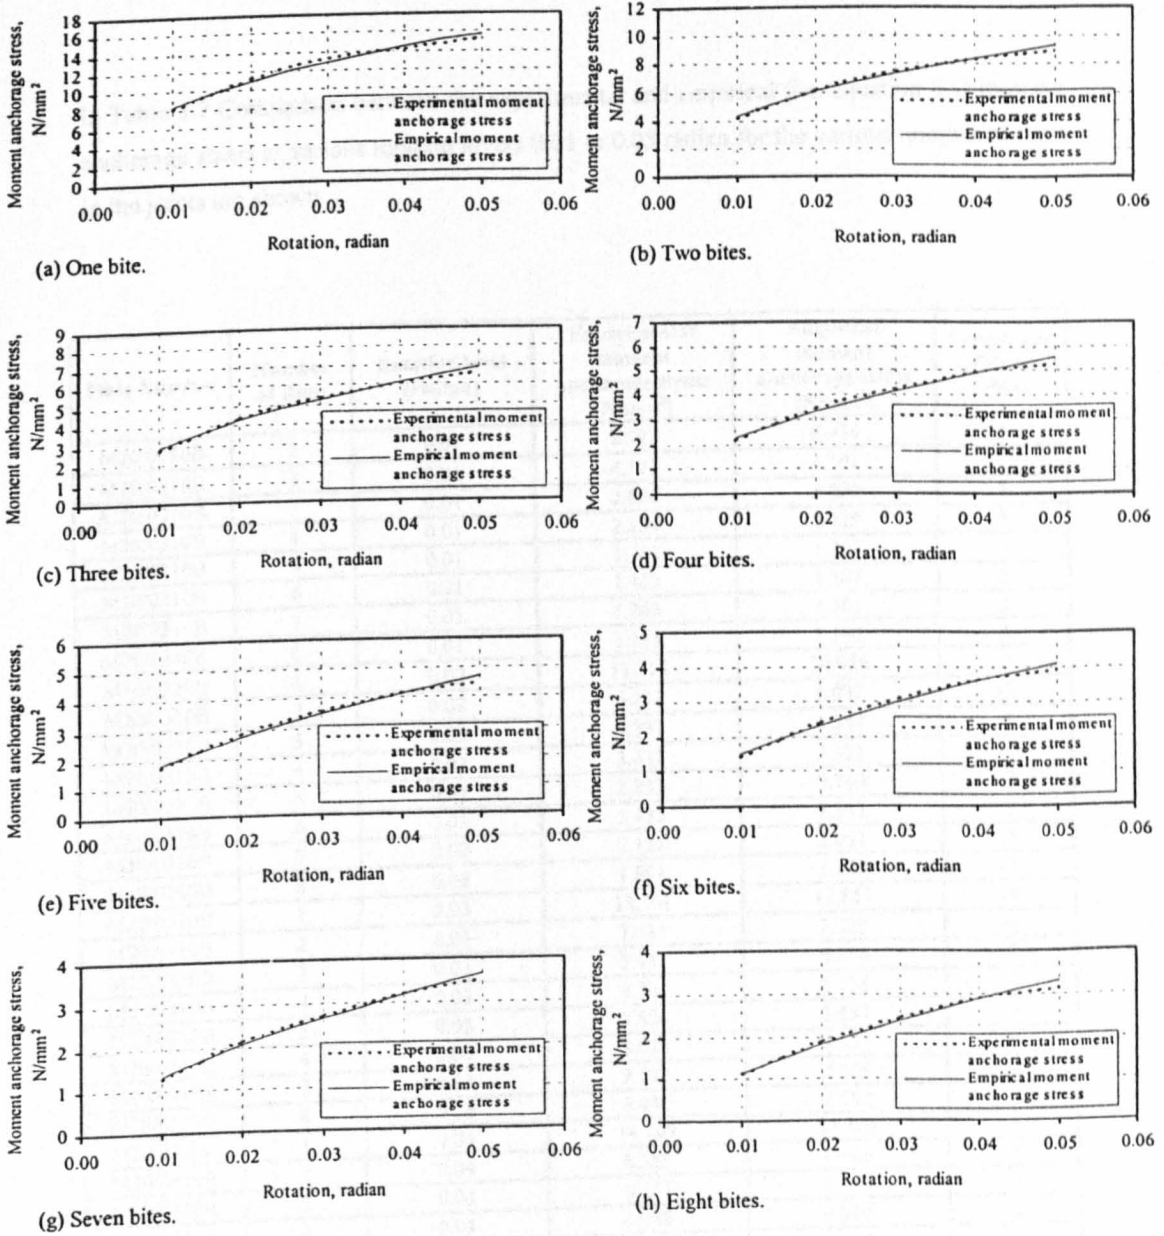 Moment anchorage stress,
N/mm²
18
16
14
12
10
8
6
4
2
0
0.00 0.01 0.02 0.03 0.04 0.05 0.06
Experimental moment
anchorage stress
Empirical moment
anchorage stress
Rotation, radian
(a) One bite.
Moment anchorage stress,
N/mm²
12
10
8
6
4
2
0
0.00 0.01 0.02 0.03 0.04 0.05 0.06
Experimental moment
anchorage stress
Empirical moment
anchorage stress
Rotation, radian
(b) Two bites.
Moment anchorage stress,
N/mm²
9
8
7
6
5
4
3
2
1
0
0.00 0.01 0.02 0.03 0.04 0.05 0.06
Experimental moment
anchorage stress
Empirical moment
anchorage stress
Rotation, radian
(c) Three bites.
Moment anchorage stress,
N/mm²
7
6
5
4
3
2
1
0
0.00 0.01 0.02 0.03 0.04 0.05 0.06
Experimental moment
anchorage stress
Empirical moment
anchorage stress
Rotation, radian
(d) Four bites.
Moment anchorage stress,
N/mm²
6
5
4
3
2
1
0
0.00 0.01 0.02 0.03 0.04 0.05 0.06
Experimental moment
anchorage stress
Empirical moment
anchorage stress
Rotation, radian
(e) Five bites.
Moment anchorage stress,
N/mm²
5
4
3
2
1
0
0.00 0.01 0.02 0.03 0.04 0.05 0.06
Experimental moment
anchorage stress
Empirical moment
anchorage stress
Rotation, radian
(f) Six bites.
Moment anchorage stress,
N/mm²
4
3
2
1
0
0.00 0.01 0.02 0.03 0.04 0.05 0.06
Experimental moment
anchorage stress
Empirical moment
anchorage stress
Rotation, radian
(g) Seven bites.
Moment anchorage stress,
N/mm²
4
3
2
1
0
0.00 0.01 0.02 0.03 0.04 0.05 0.06
Experimental moment
anchorage stress
Empirical moment
anchorage stress
Rotation, radian
(h) Eight bites.